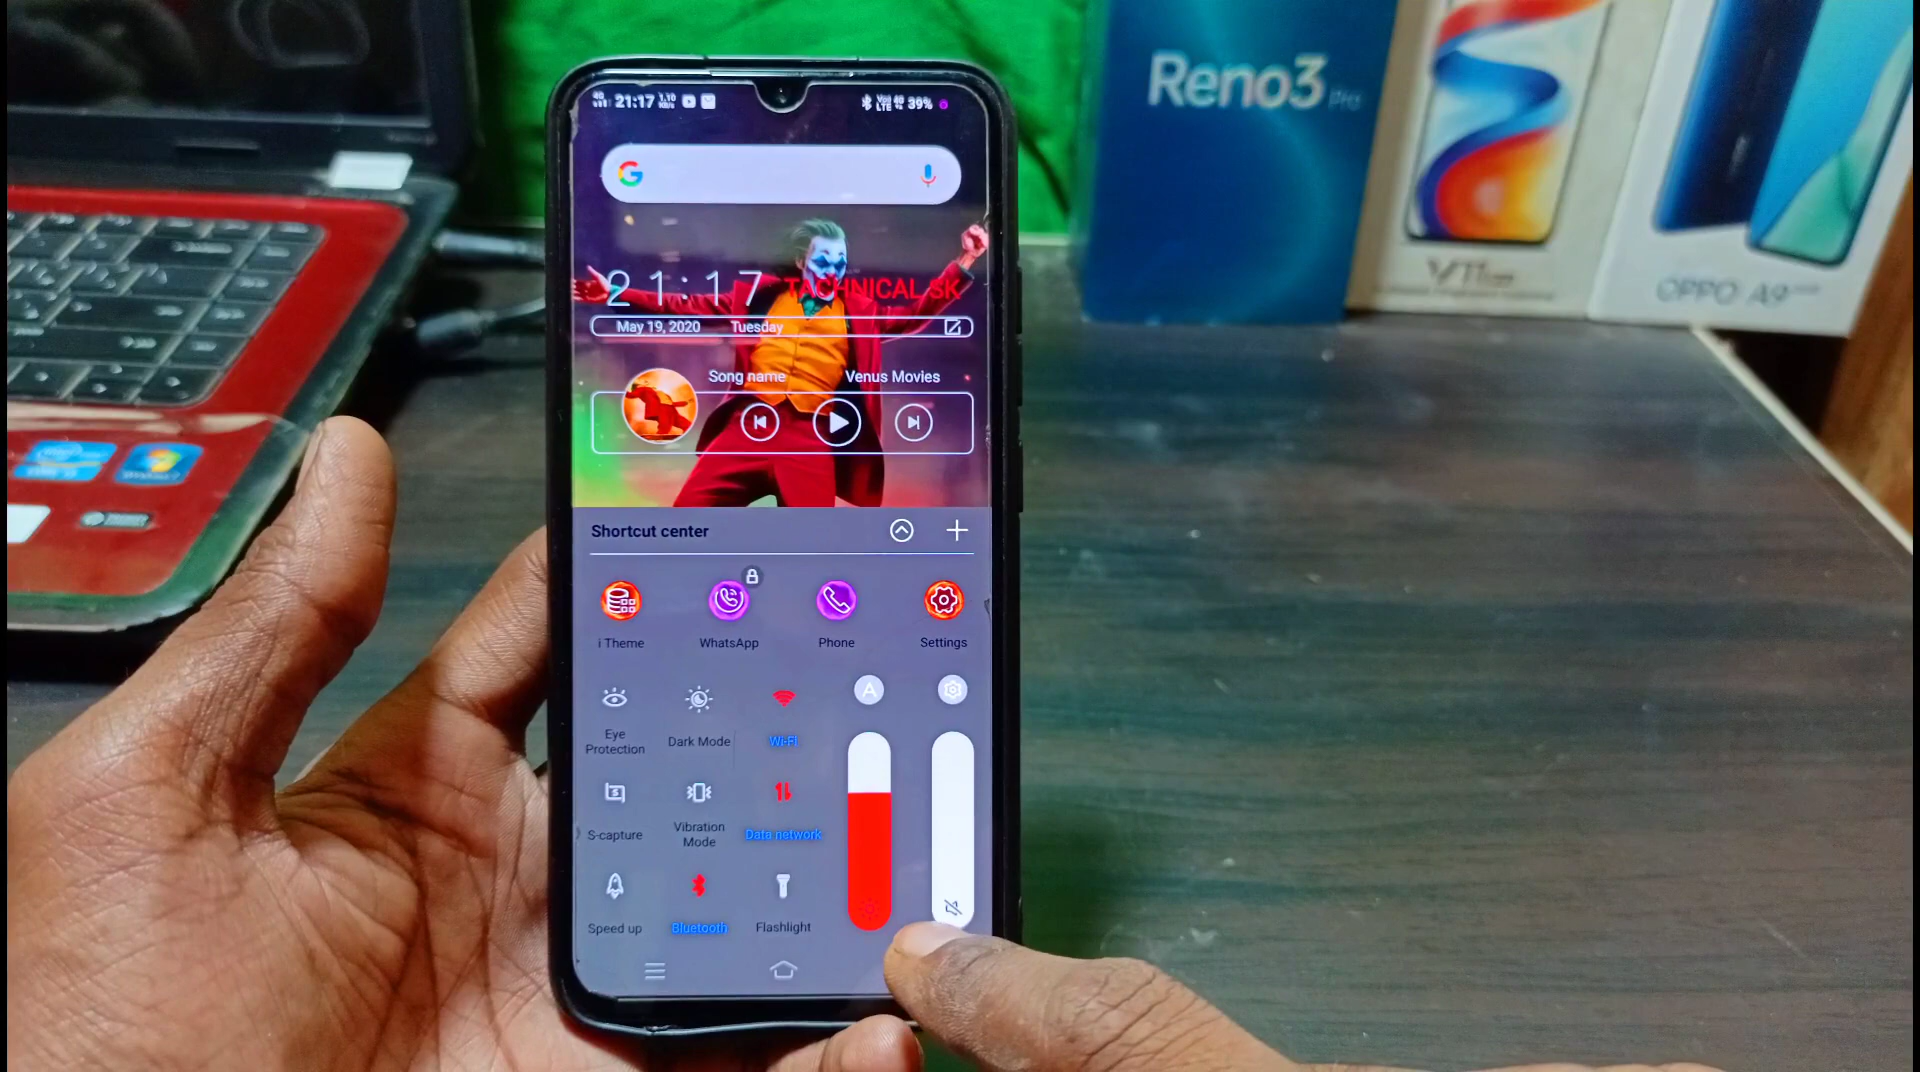 Reno3 Pro
V11
OPPO A9
4G 21:17 39%
G
21:17 TACHNICAL SK
May 19, 2020 Tuesday
Song name Venus Movies
Shortcut center
i Theme WhatsApp Phone Settings
A
Eye Protection Dark Mode Wi-Fi
S-capture Vibration Mode Data network
Speed up Bluetooth Flashlight